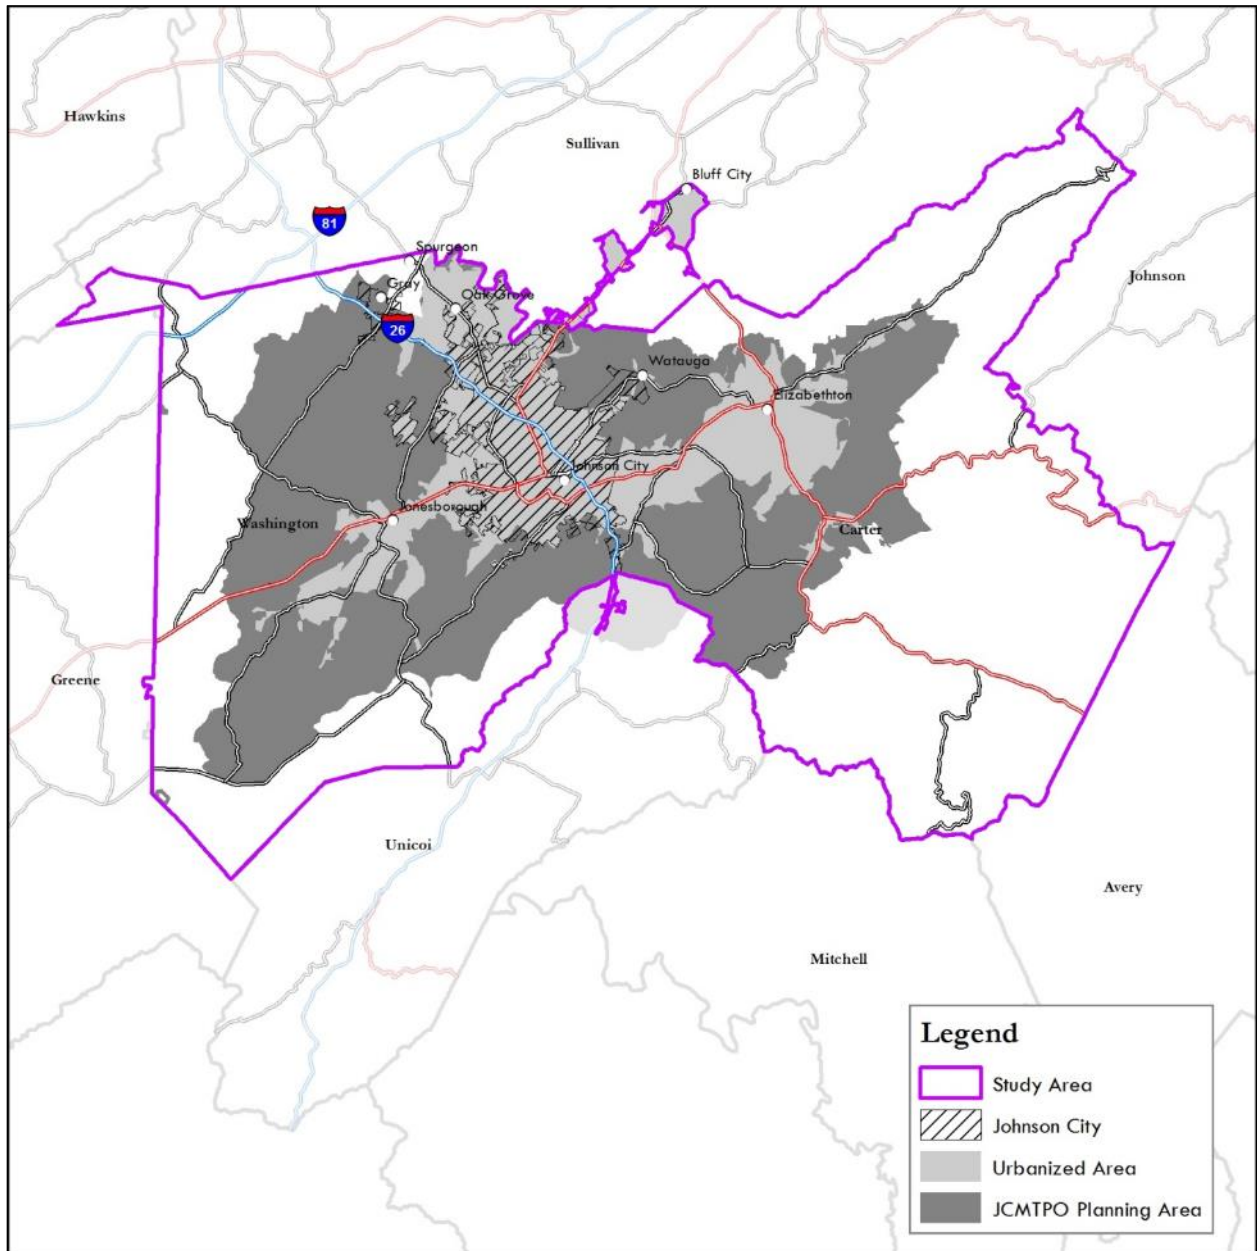 Hawkins
Sullivan
Bluff City
81
Spurgeon
Johnson
Gray
Oak Grove
26
Watauga
Elizabethton
Johnson City
Jonesborough
Washington
Carter
Greene
Unicoi
Avery
Mitchell
Legend
Study Area
Johnson City
Urbanized Area
JCMTPO Planning Area